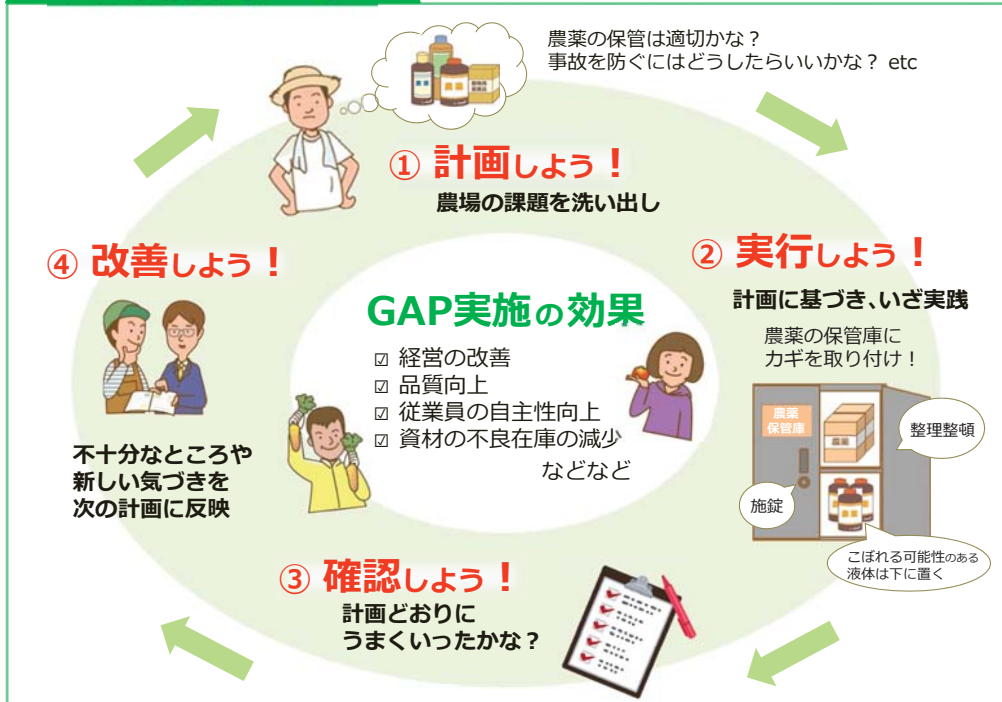 農薬の保管は適切かな?
事故を防ぐにはどうしたらいいかな? etc
① 計画しよう!
農場の課題を洗い出し
② 実行しよう!
計画に基づき、いざ実践
農薬の保管庫に
カギを取り付け!
農薬
保管庫
農薬
整理整頓
施錠
こぼれる可能性のある
液体は下に置く
③ 確認しよう!
計画どおりに
うまくいったかな?
④ 改善しよう!
不十分なところや
新しい気づきを
次の計画に反映
GAP実施の効果
☑ 経営の改善
☑ 品質向上
☑ 従業員の自主性向上
☑ 資材の不良在庫の減少
などなど